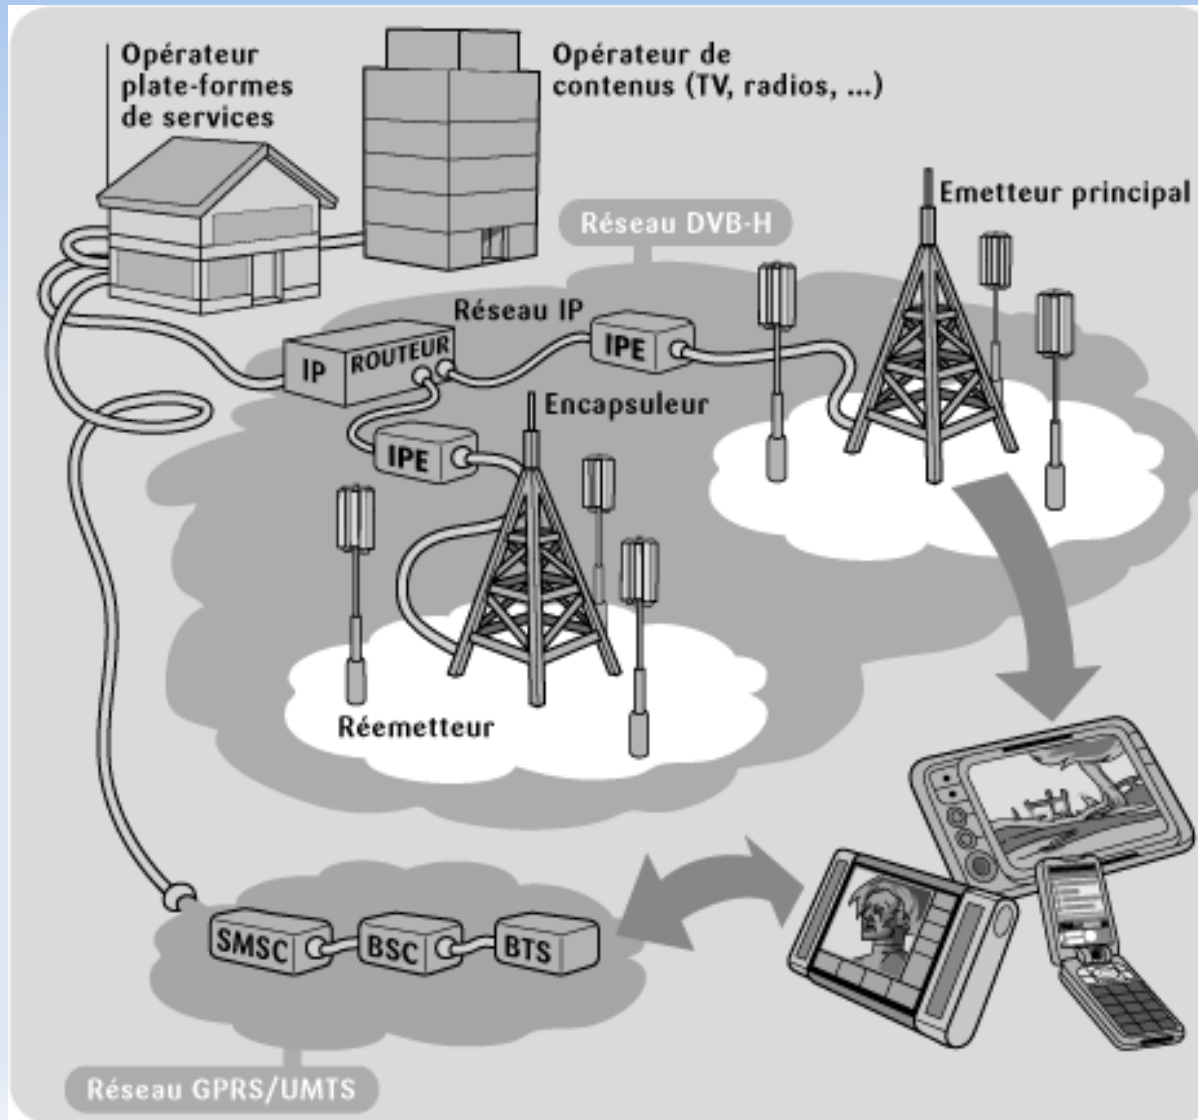 Opérateur
plate-formes
de services
Opérateur de
contenus (TV, radios, ...)
Emetteur principal
Réseau DVB-H
Réseau IP
IP
ROUTEUR
IPE
Encapsuleur
IPE
Réemetteur
SMSC
BSC
BTS
Réseau GPRS/UMTS